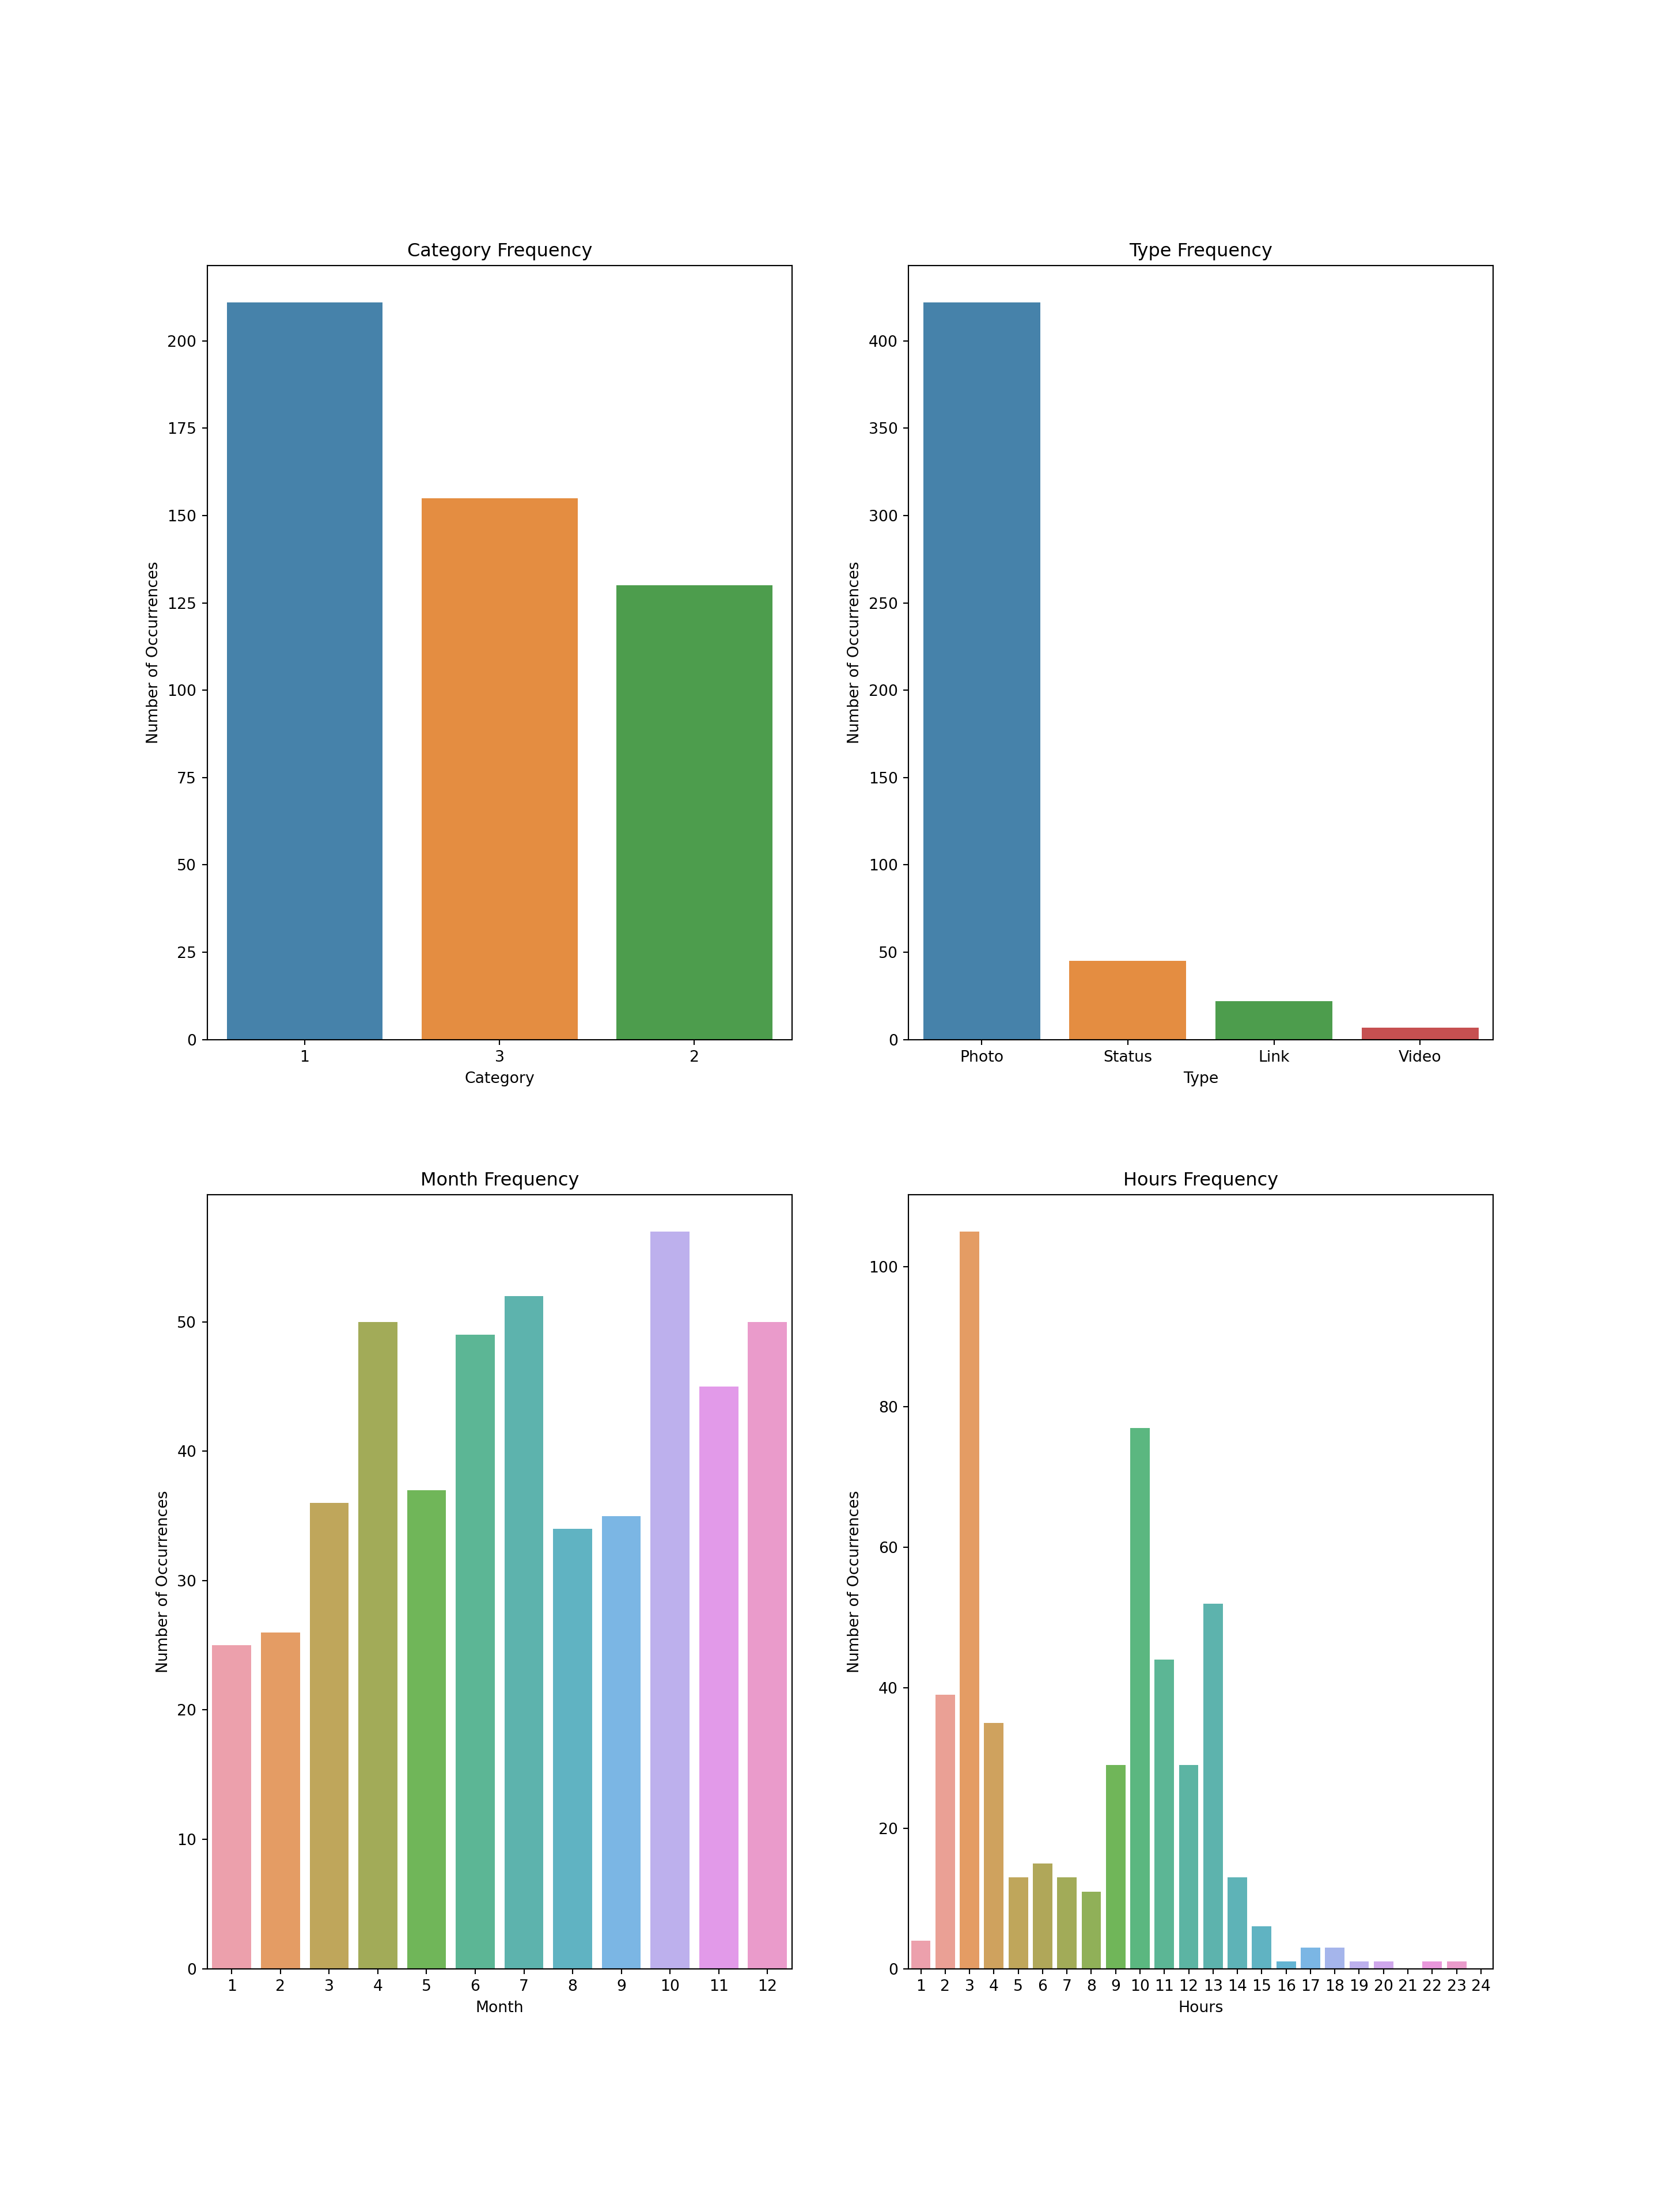 Category Frequency
Number of Occurrences
200
175
150
125
100
75
50
25
0
1 3 2
Category
Type Frequency
Number of Occurrences
400
350
300
250
200
150
100
50
0
Photo Status Link Video
Type
Month Frequency
Number of Occurrences
50
40
30
20
10
0
1 2 3 4 5 6 7 8 9 10 11 12
Month
Hours Frequency
Number of Occurrences
100
80
60
40
20
0
1 2 3 4 5 6 7 8 9 10 11 12 13 14 15 16 17 18 19 20 21 22 23 24
Hours